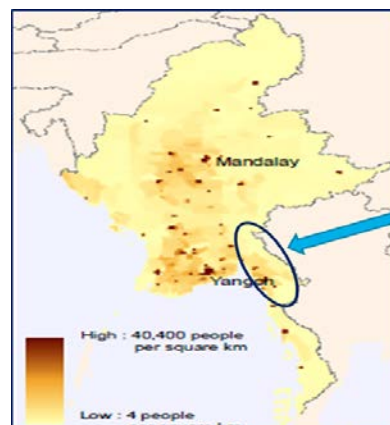 Mandalay
Yangon
High : 40,400 people
per square km
Low : 4 people